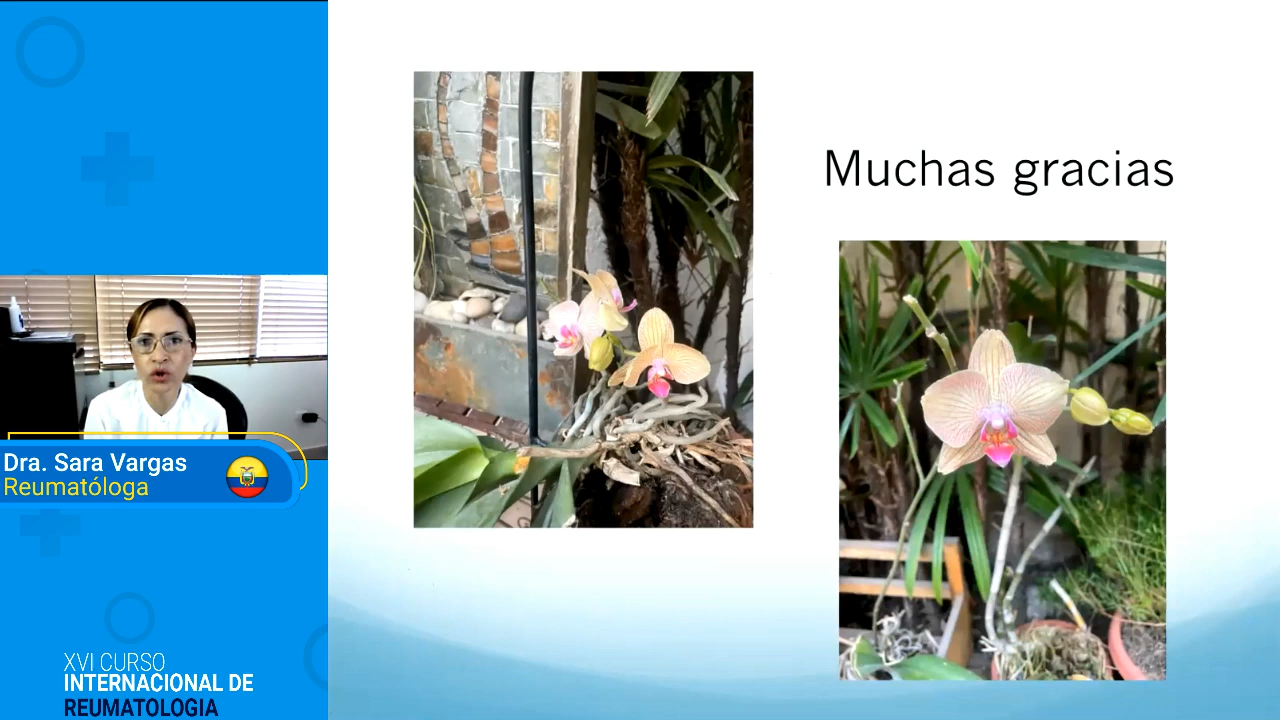 Muchas gracias
Dra. Sara Vargas
Reumatóloga
XVI CURSO
INTERNACIONAL DE
REUMATOLOGIA